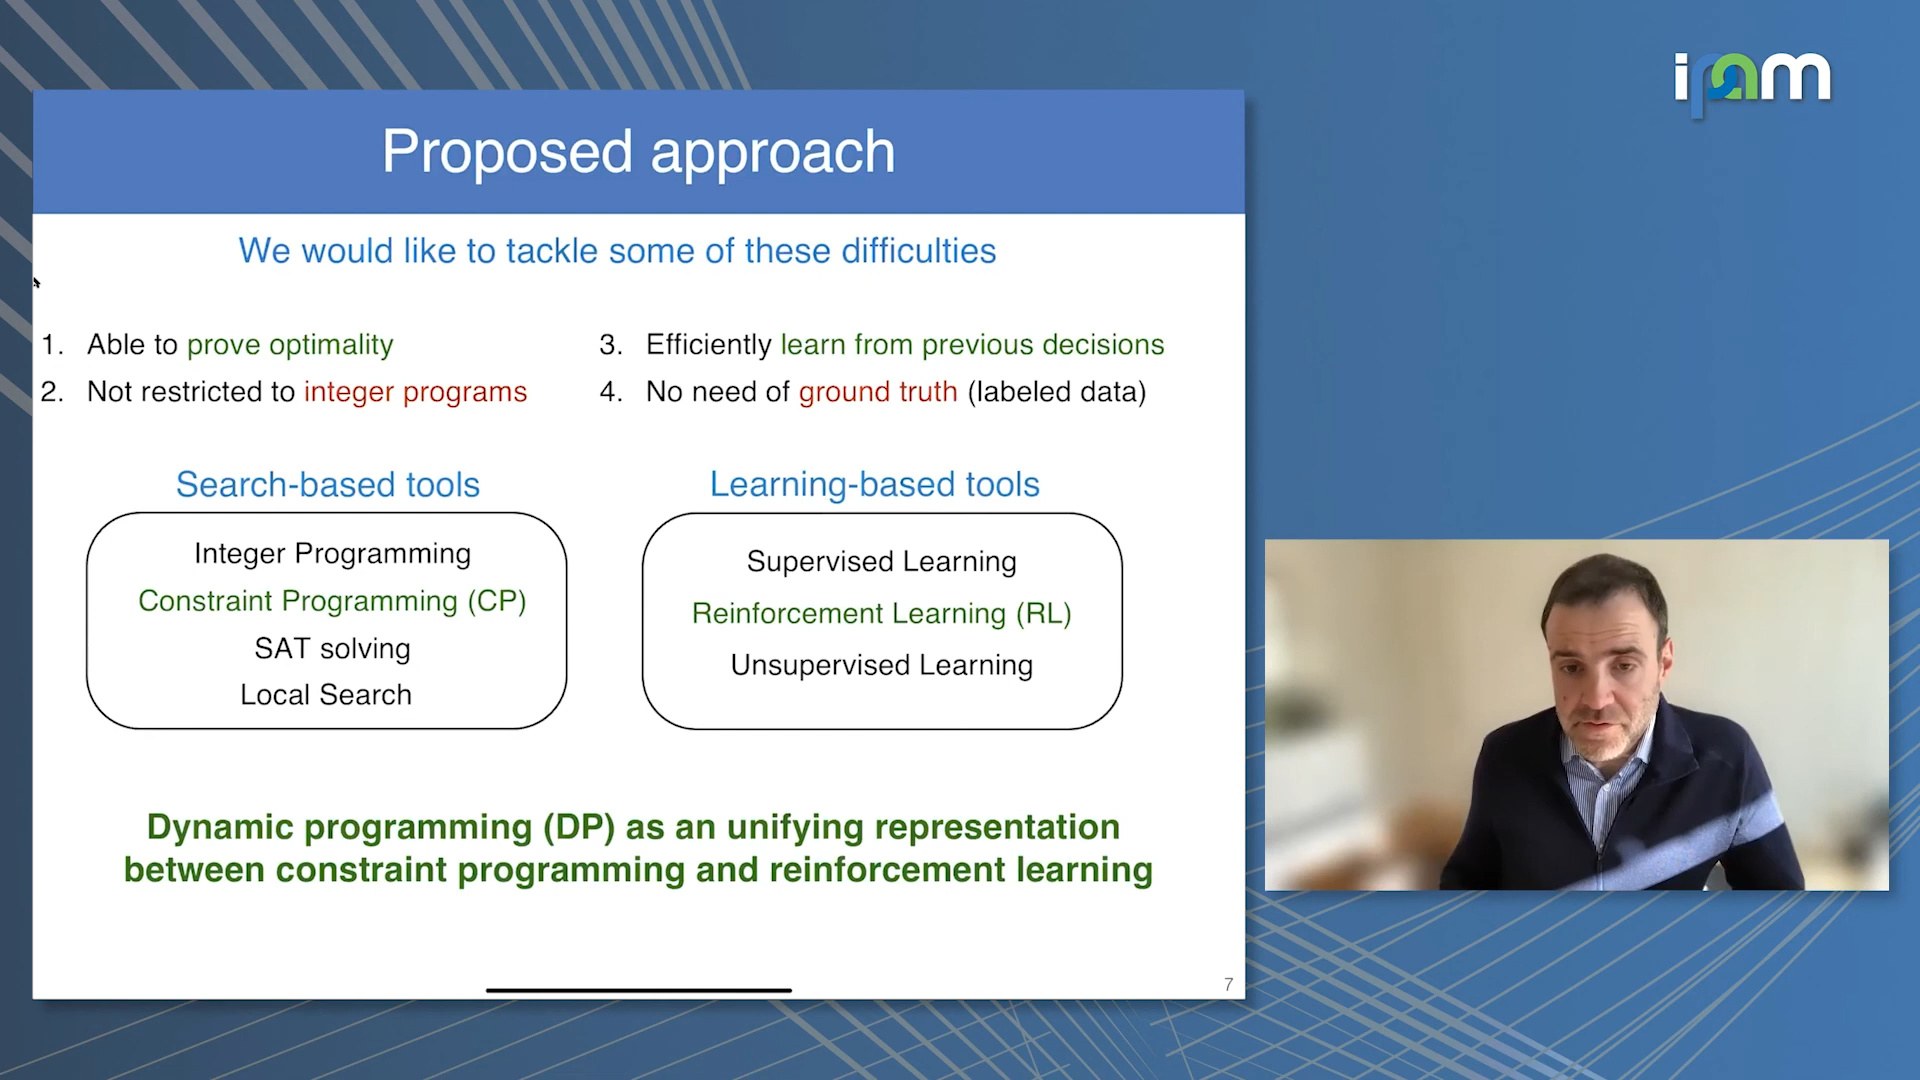 ipam
Proposed approach
We would like to tackle some of these difficulties
1. Able to prove optimality
2. Not restricted to integer programs
3. Efficiently learn from previous decisions
4. No need of ground truth (labeled data)
Search-based tools
Integer Programming
Constraint Programming (CP)
SAT solving
Local Search
Learning-based tools
Supervised Learning
Reinforcement Learning (RL)
Unsupervised Learning
Dynamic programming (DP) as an unifying representation
between constraint programming and reinforcement learning
7